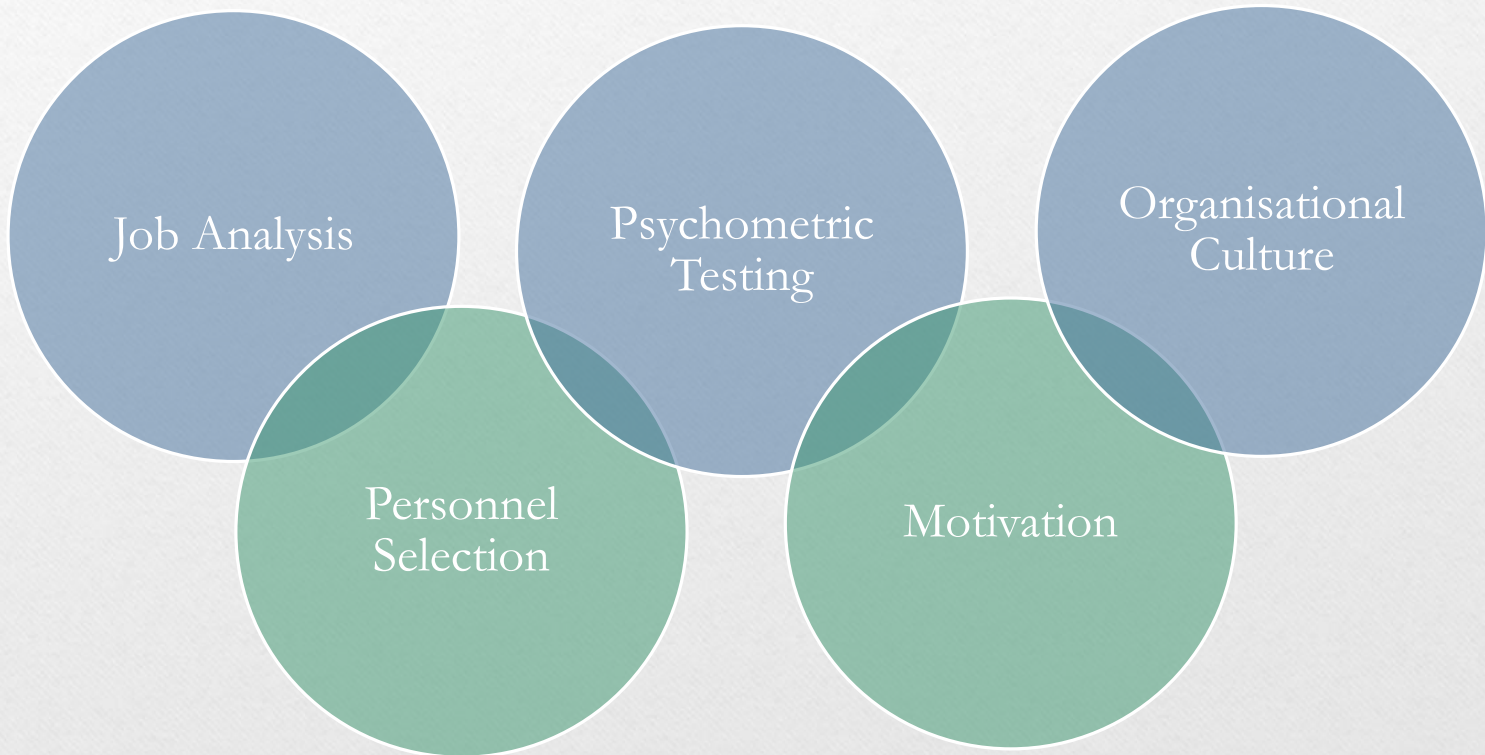 Job Analysis
Psychometric
Testing
Organisational
Culture
Personnel
Selection
Motivation